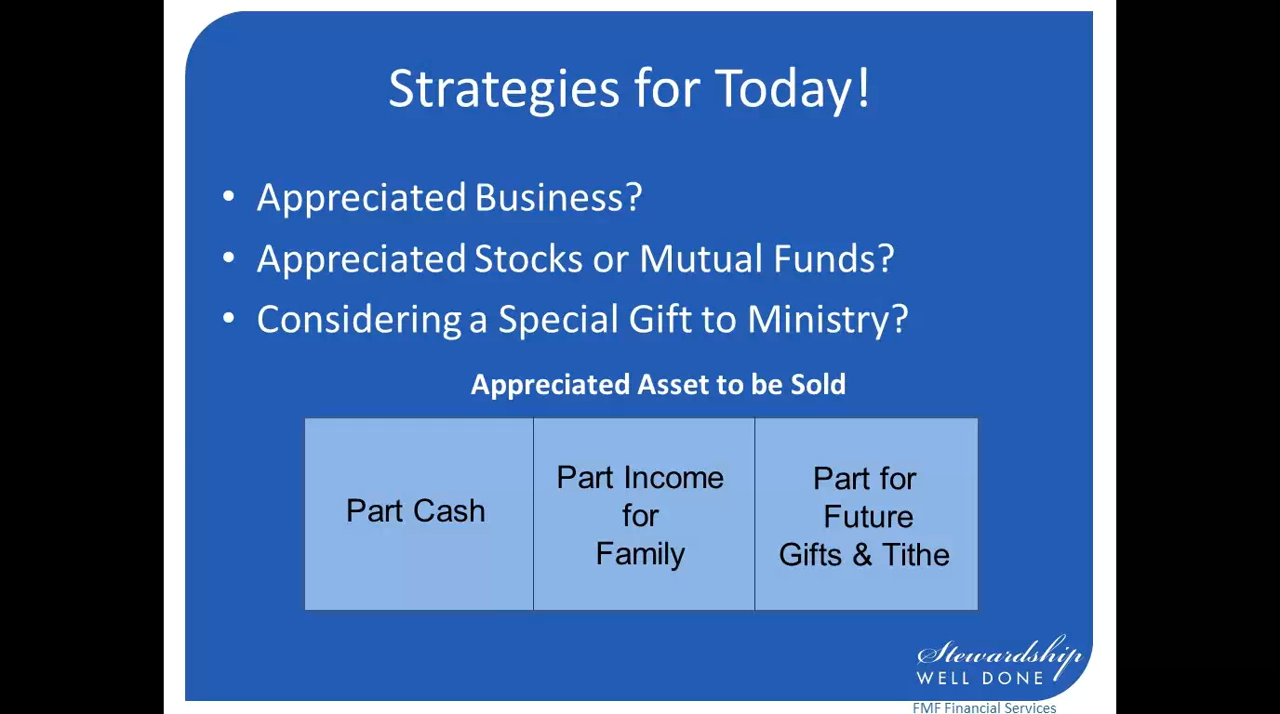 Strategies for Today!
• Appreciated Business?
• Appreciated Stocks or Mutual Funds?
• Considering a Special Gift to Ministry?
Appreciated Asset to be Sold
Part Cash
Part Income
for
Family
Part for
Future
Gifts & Tithe
Stewardship
WELL DONE
FMF Financial Services